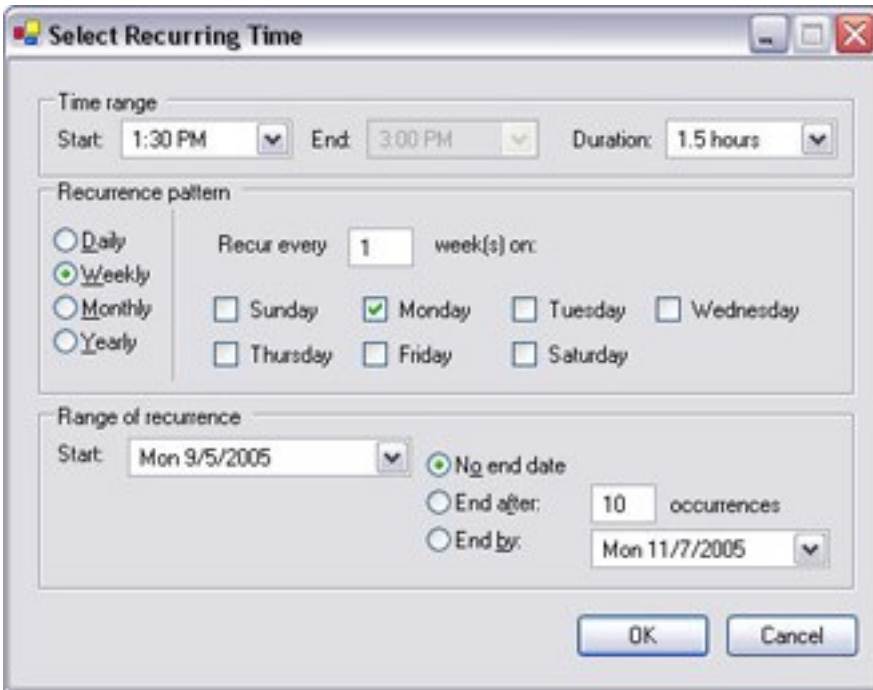 Select Recurring Time
Time range
Start: 1:30 PM End: 3:00 PM Duration: 1.5 hours
Recurrence pattern
Daily
Weekly
Monthly
Yearly
Recur every 1 week(s) on:
Sunday Monday Tuesday Wednesday
Thursday Friday Saturday
Range of recurrence
Start: Mon 9/5/2005
No end date
End after: 10 occurrences
End by: Mon 11/7/2005
OK Cancel